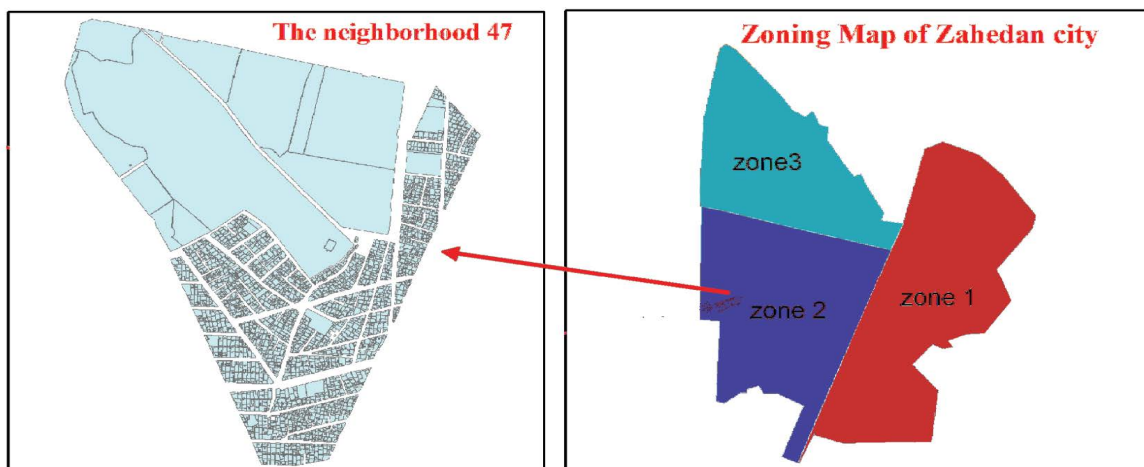 The neighborhood 47
Zoning Map of Zahedan city
zone3
zone 2
zone 1